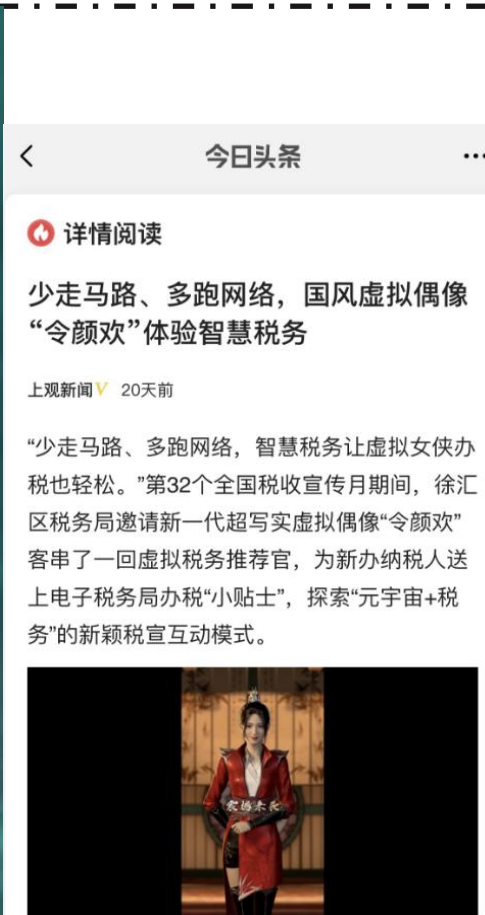 今日头条
详情阅读
少走马路、多跑网络，国风虚拟偶像
“令颜欢”体验智慧税务
上观新闻V 20天前
“少走马路、多跑网络，智慧税务让虚拟女侠办
税也轻松。”第32个全国税收宣传月期间，徐汇
区税务局邀请新一代超写实虚拟偶像“令颜欢”
客串了一回虚拟税务推荐官，为新办纳税人送
上电子税务局办税“小贴士”，探索“元宇宙+税
务”的新颖税宣互动模式。